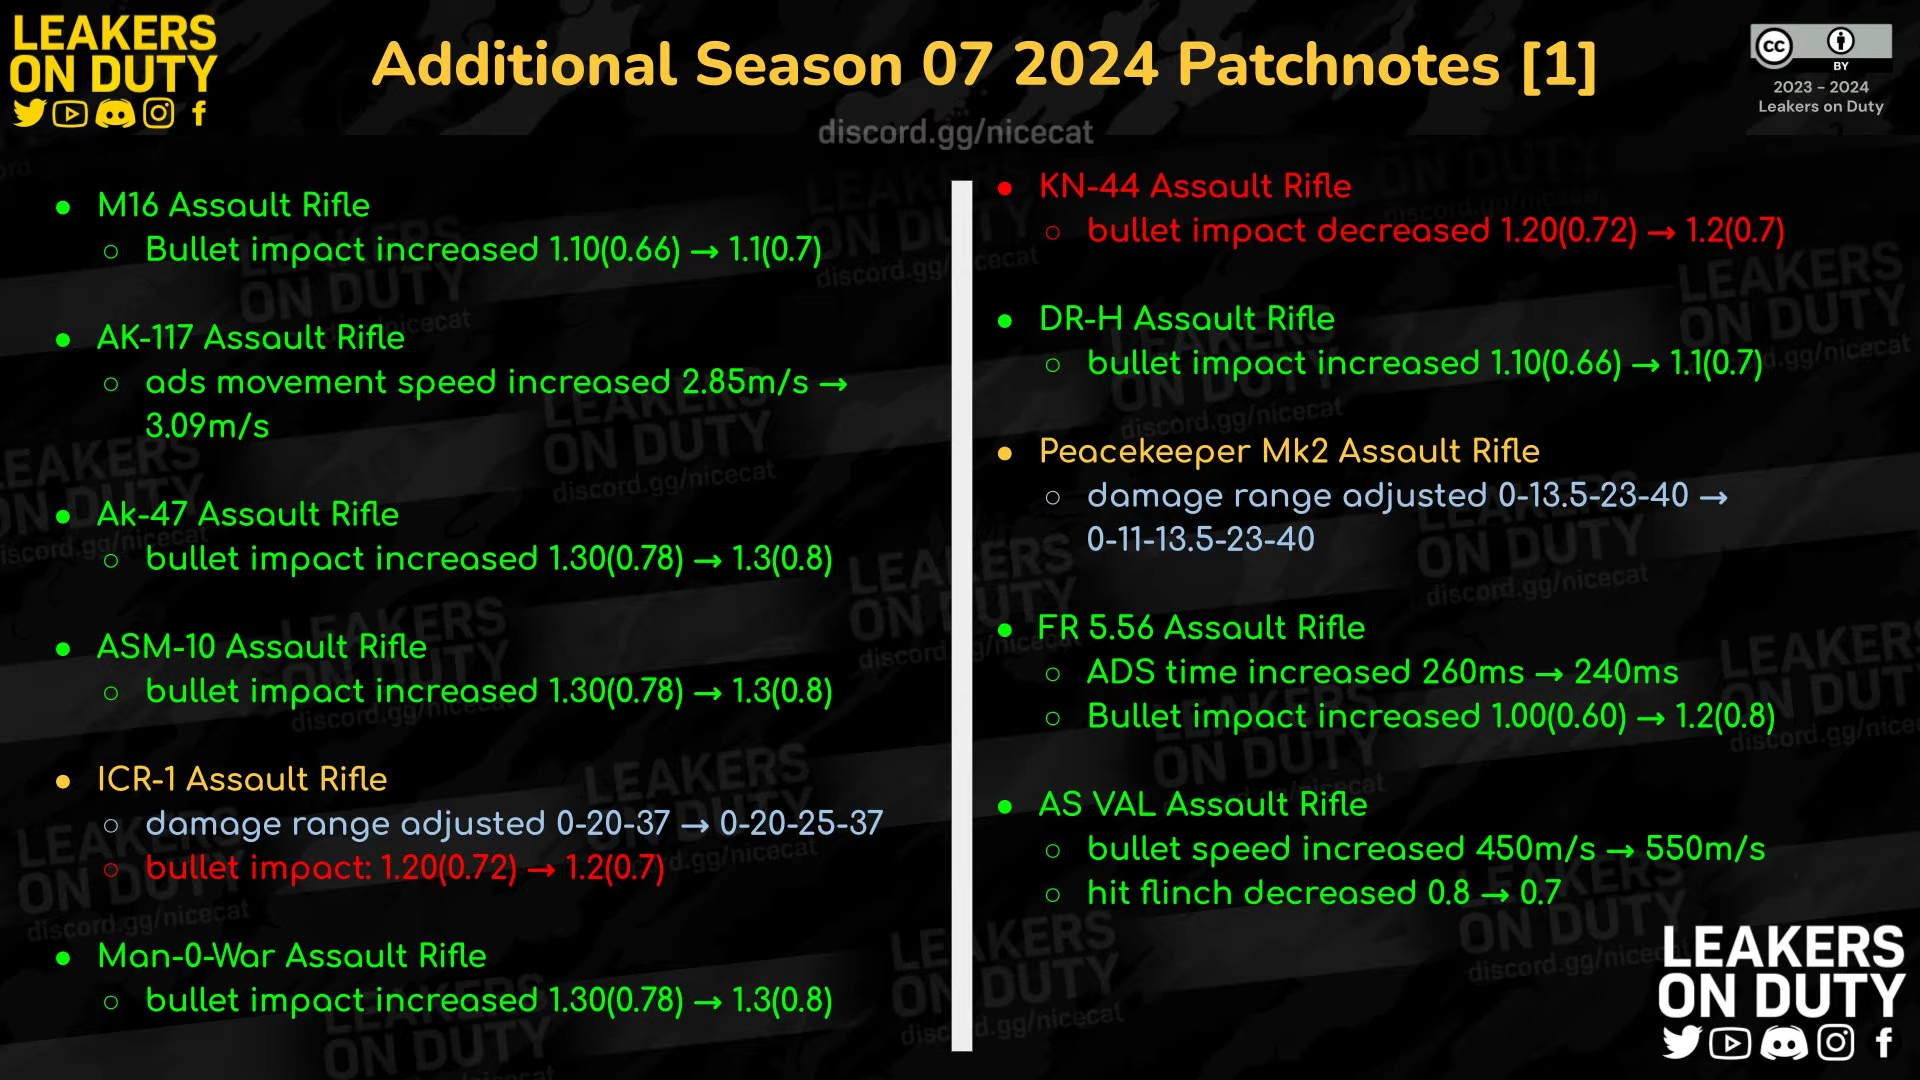 LEAKERS
ON DUTY
Additional Season 07 2024 Patchnotes [1]
cc
BY
2023 - 2024
Leakers on Duty
discord.gg/nicecat
● M16 Assault Rifle
○ Bullet impact increased 1.10(0.66) → 1.1(0.7)
● AK-117 Assault Rifle
○ ads movement speed increased 2.85m/s →
3.09m/s
● Ak-47 Assault Rifle
○ bullet impact increased 1.30(0.78) → 1.3(0.8)
● ASM-10 Assault Rifle
○ bullet impact increased 1.30(0.78) → 1.3(0.8)
● ICR-1 Assault Rifle
○ damage range adjusted 0-20-37 → 0-20-25-37
○ bullet impact: 1.20(0.72) → 1.2(0.7)
● Man-0-War Assault Rifle
○ bullet impact increased 1.30(0.78) → 1.3(0.8)
● KN-44 Assault Rifle
○ bullet impact decreased 1.20(0.72) → 1.2(0.7)
● DR-H Assault Rifle
○ bullet impact increased 1.10(0.66) → 1.1(0.7)
● Peacekeeper Mk2 Assault Rifle
○ damage range adjusted 0-13.5-23-40 →
0-11-13.5-23-40
● FR 5.56 Assault Rifle
○ ADS time increased 260ms → 240ms
○ Bullet impact increased 1.00(0.60) → 1.2(0.8)
● AS VAL Assault Rifle
○ bullet speed increased 450m/s → 550m/s
○ hit flinch decreased 0.8 → 0.7
LEAKERS
ON DUTY